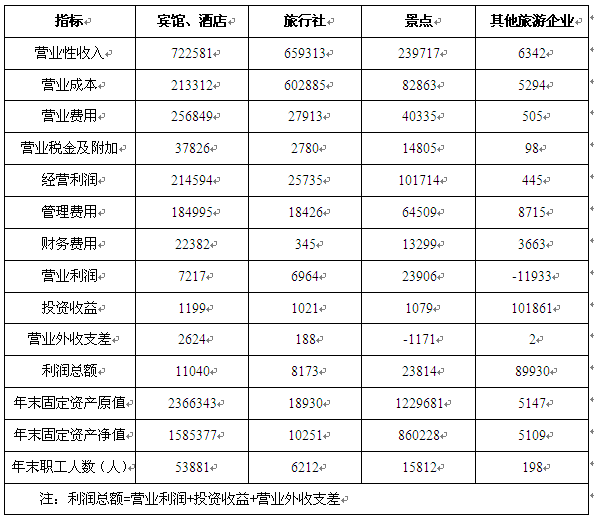 指标 宾馆、酒店 旅行社 景点 其他旅游企业
营业性收入 722581 659313 239717 6342
营业成本 213312 602885 82863 5294
营业费用 256849 27913 40335 505
营业税金及附加 37826 2780 14805 98
经营利润 214594 25735 101714 445
管理费用 184995 18426 64509 8715
财务费用 22382 345 13299 3663
营业利润 7217 6964 23906 -11933
投资收益 1199 1021 1079 101861
营业外收支差 2624 188 -1171 2
利润总额 11040 8173 23814 89930
年末固定资产原值 2366343 18930 1229681 5147
年末固定资产净值 1585377 10251 860228 5109
年末职工人数（人） 53881 6212 15812 198
注：利润总额=营业利润+投资收益+营业外收支差